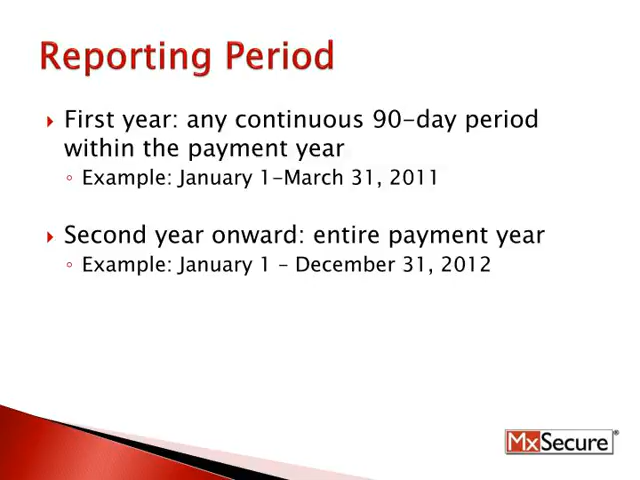 Reporting Period
First year: any continuous 90-day period
within the payment year
Example: January 1-March 31, 2011
Second year onward: entire payment year
Example: January 1 – December 31, 2012
MxSecure®